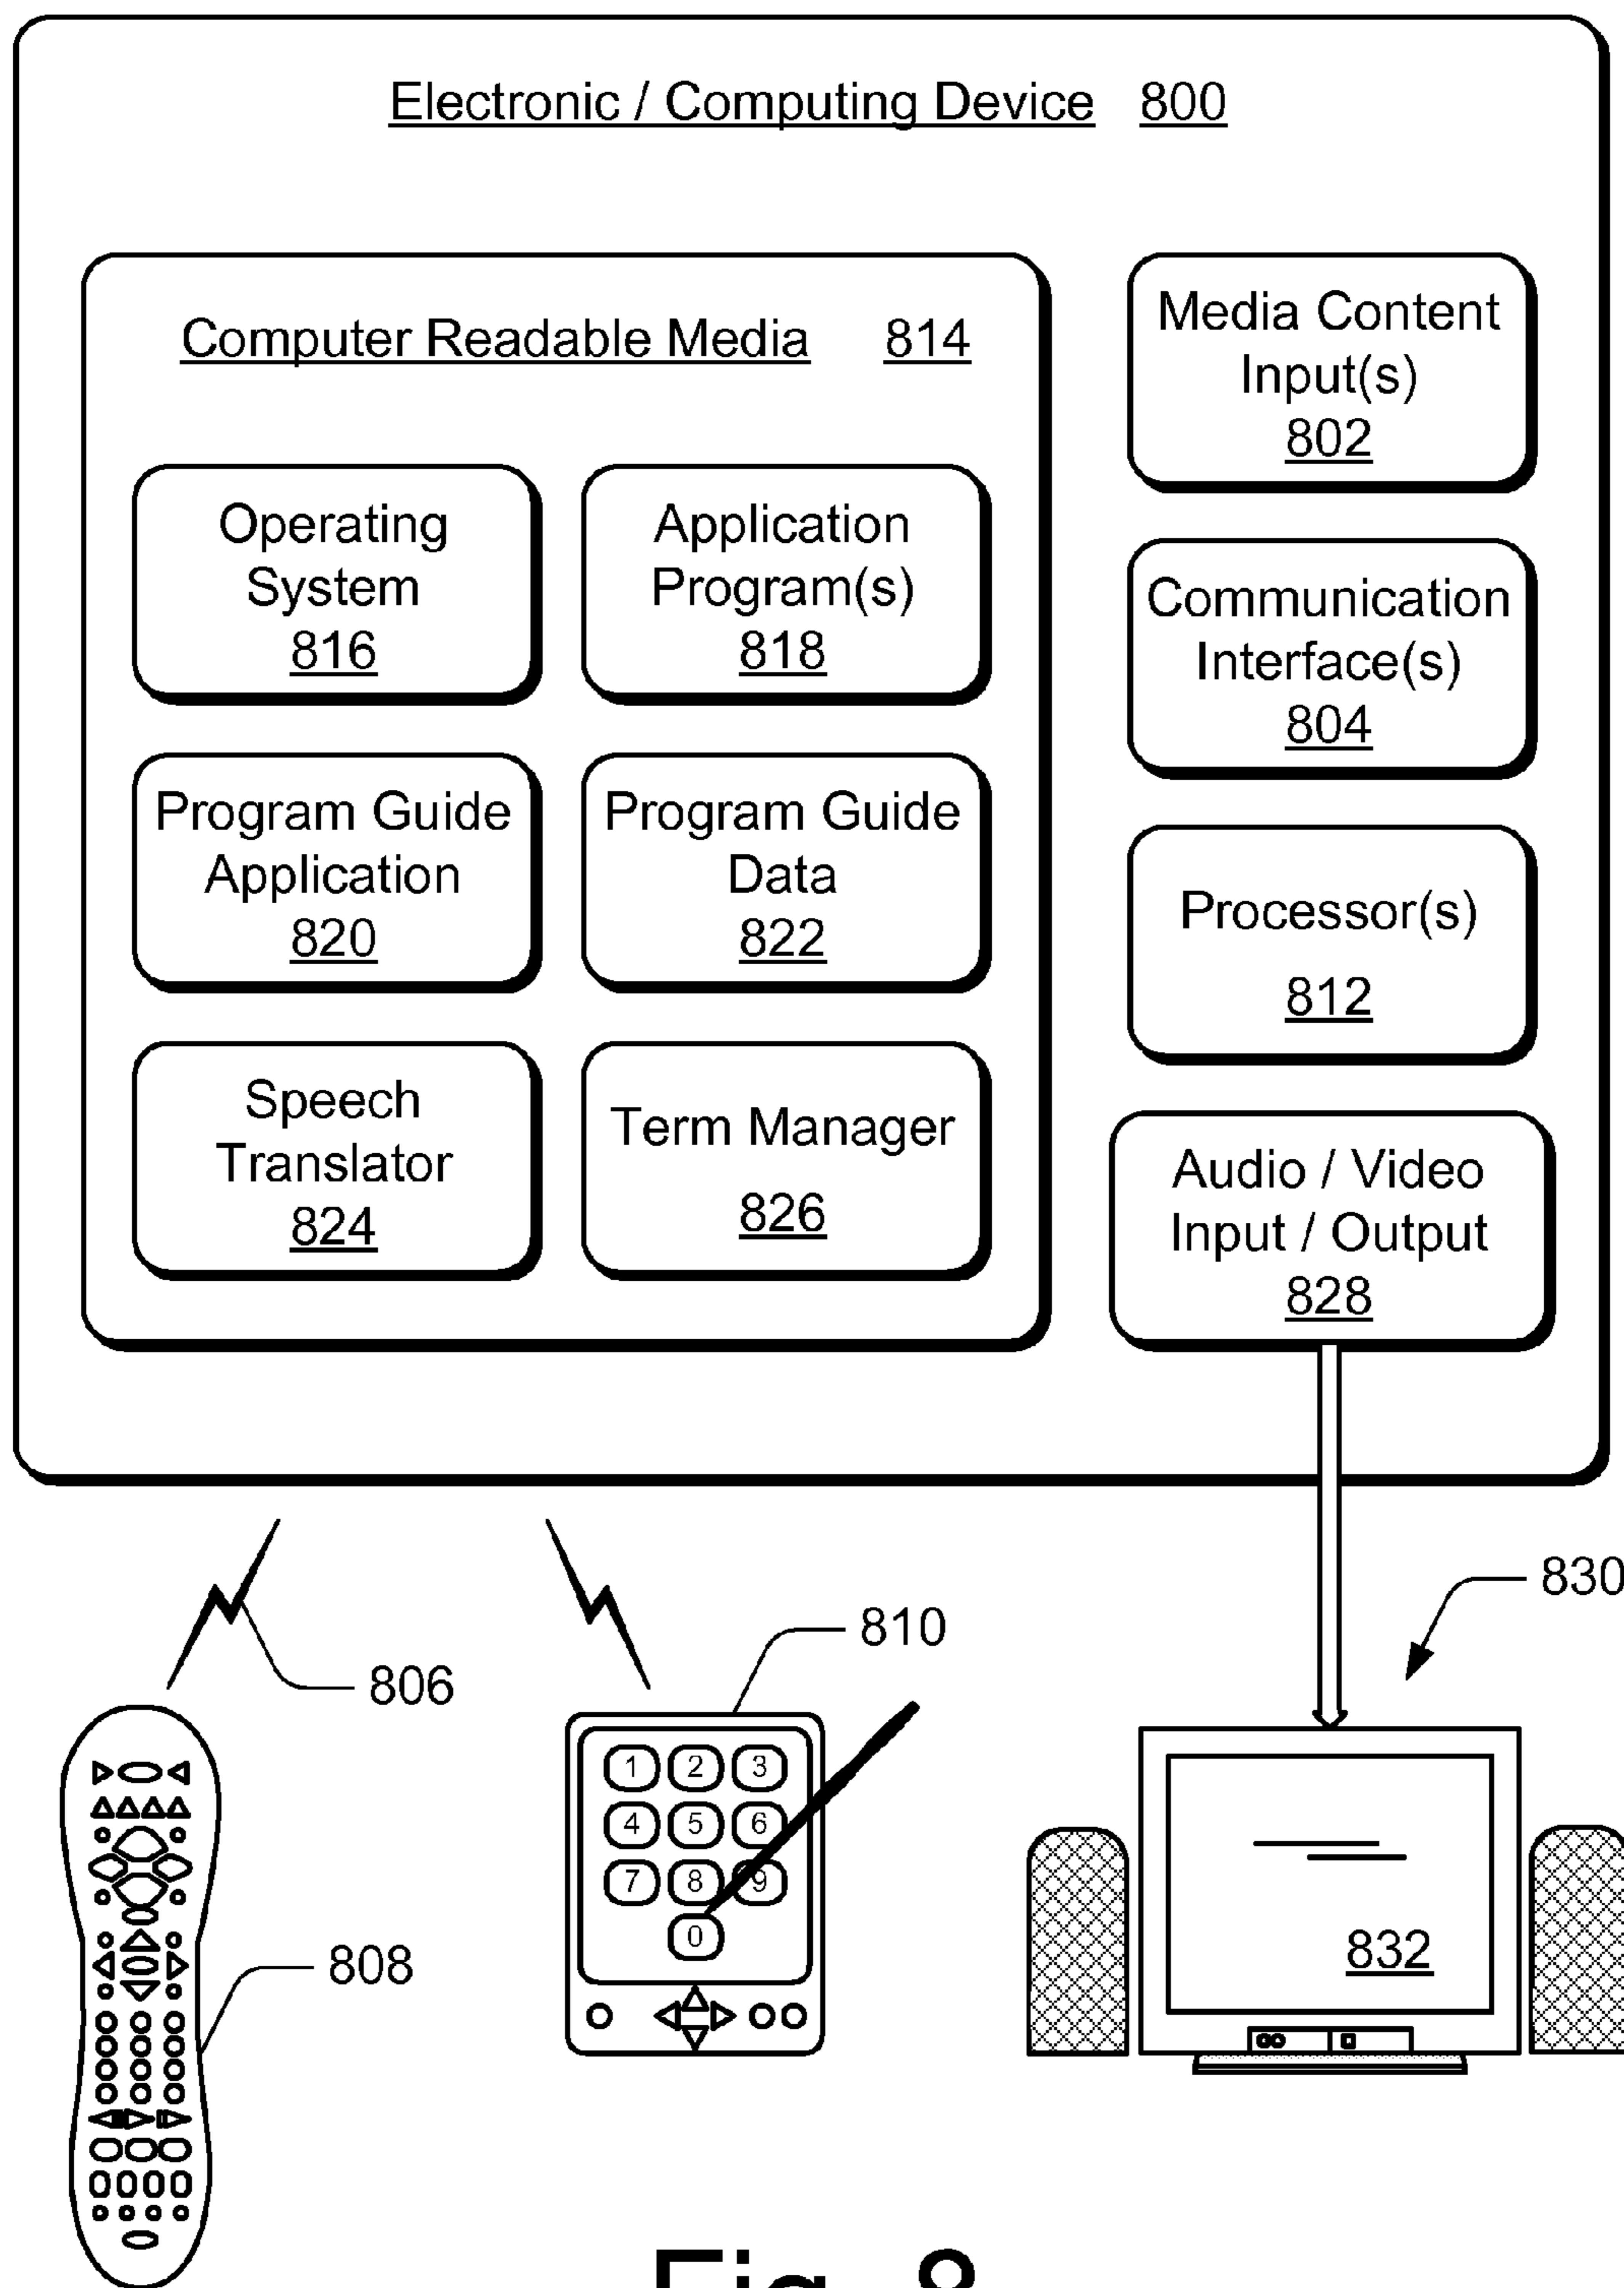 Electronic / Computing Device 800
Computer Readable Media 814
Operating
System
816
Application
Program(s)
818
Program Guide
Application
820
Program Guide
Data
822
Speech
Translator
824
Term Manager
826
Media Content
Input(s)
802
Communication
Interface(s)
804
Processor(s)
812
Audio / Video
Input / Output
828
806
808
810
1 2 3
4 5 6
7 8 9
0
830
832
Fig. 8